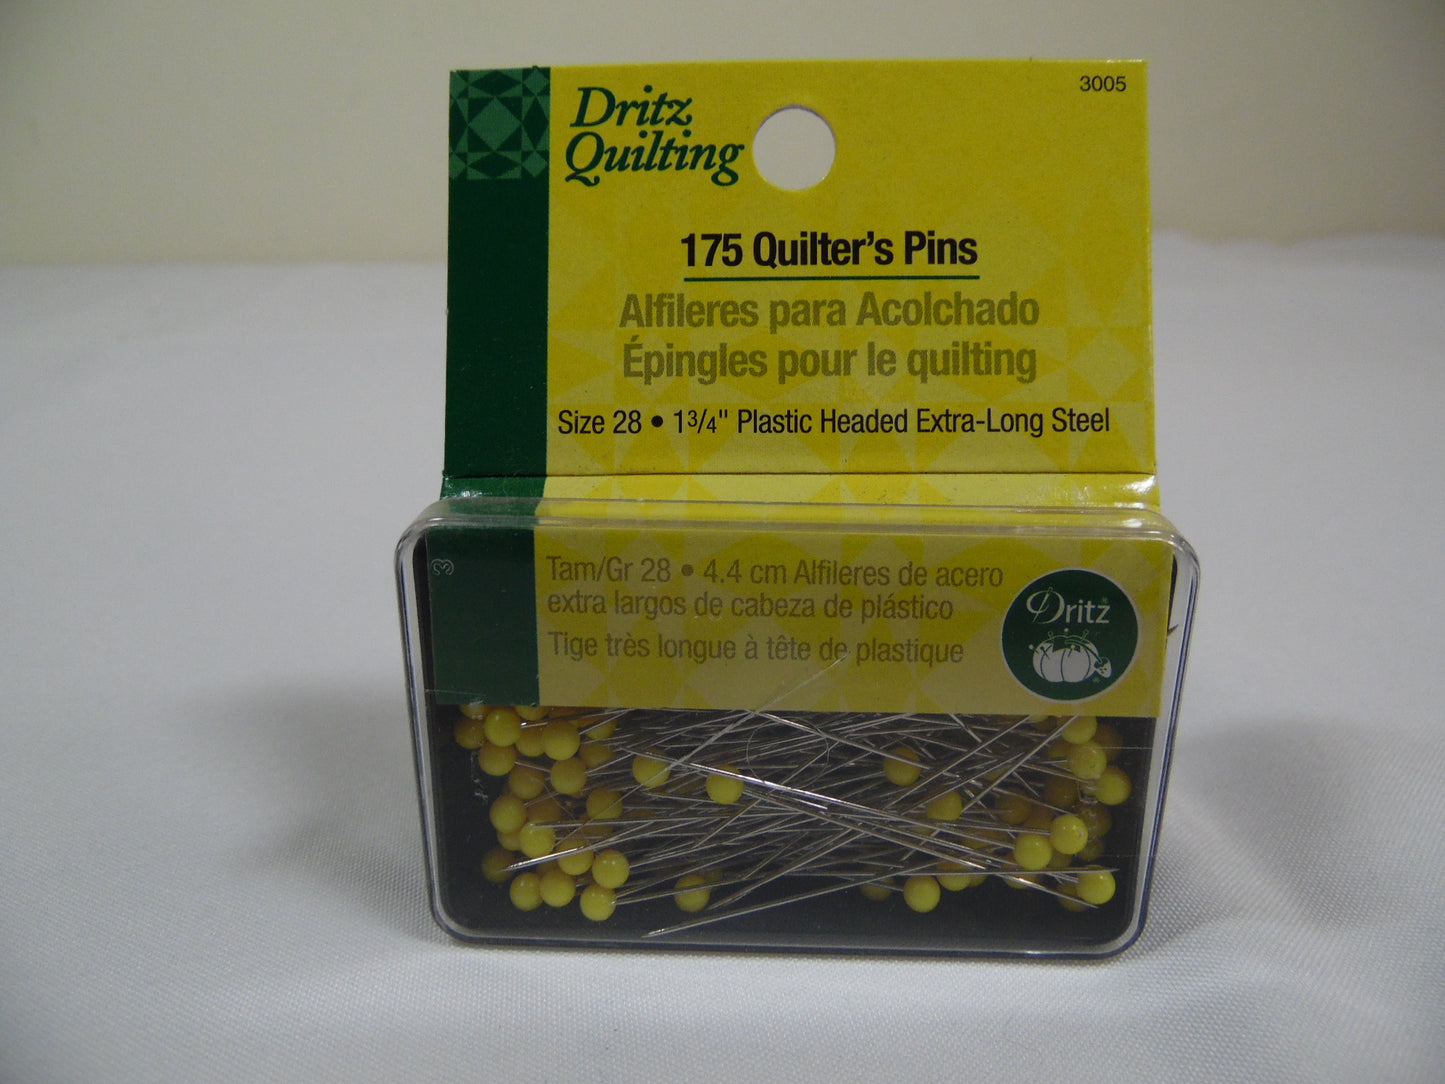 3005
Dritz
Quilting
175 Quilter's Pins
Alfileres para Acolchado
Épingles pour le quilting
Size 28 • 1 3/4" Plastic Headed Extra-Long Steel
Tam/Gr 28 • 4.4 cm Alfileres de acero
extra largos de cabeza de plástico
Tige très longue à tête de plastique
Dritz®